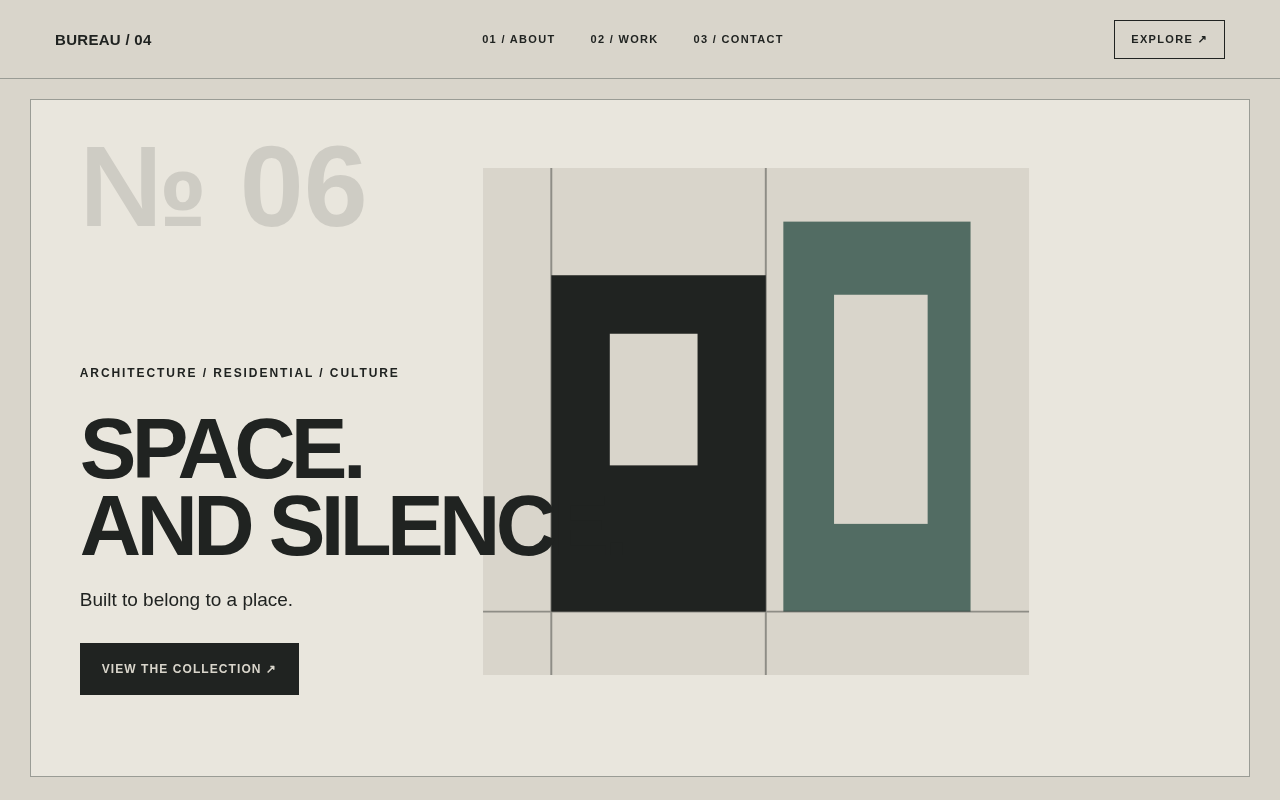 BUREAU / 04
01 / ABOUT
02 / WORK
03 / CONTACT
EXPLORE ↗
№ 06
ARCHITECTURE / RESIDENTIAL / CULTURE
SPACE.
AND SILENC
Built to belong to a place.
VIEW THE COLLECTION ↗